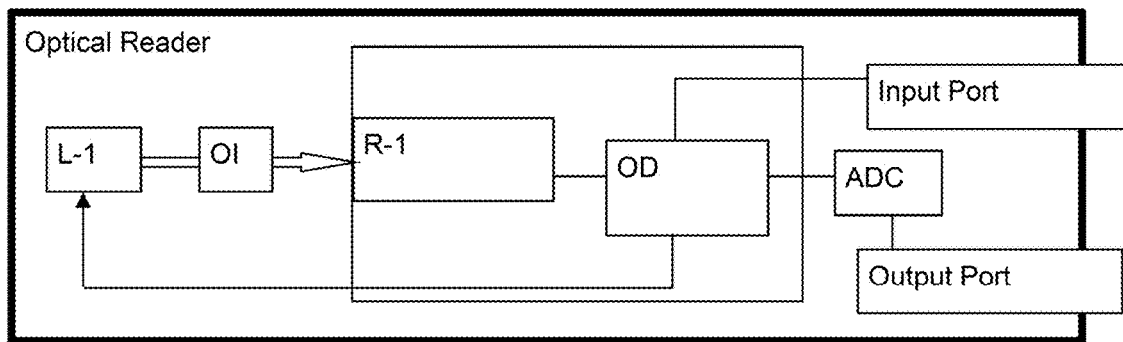 Optical Reader
Input Port
L-1
OI
R-1
OD
ADC
Output Port